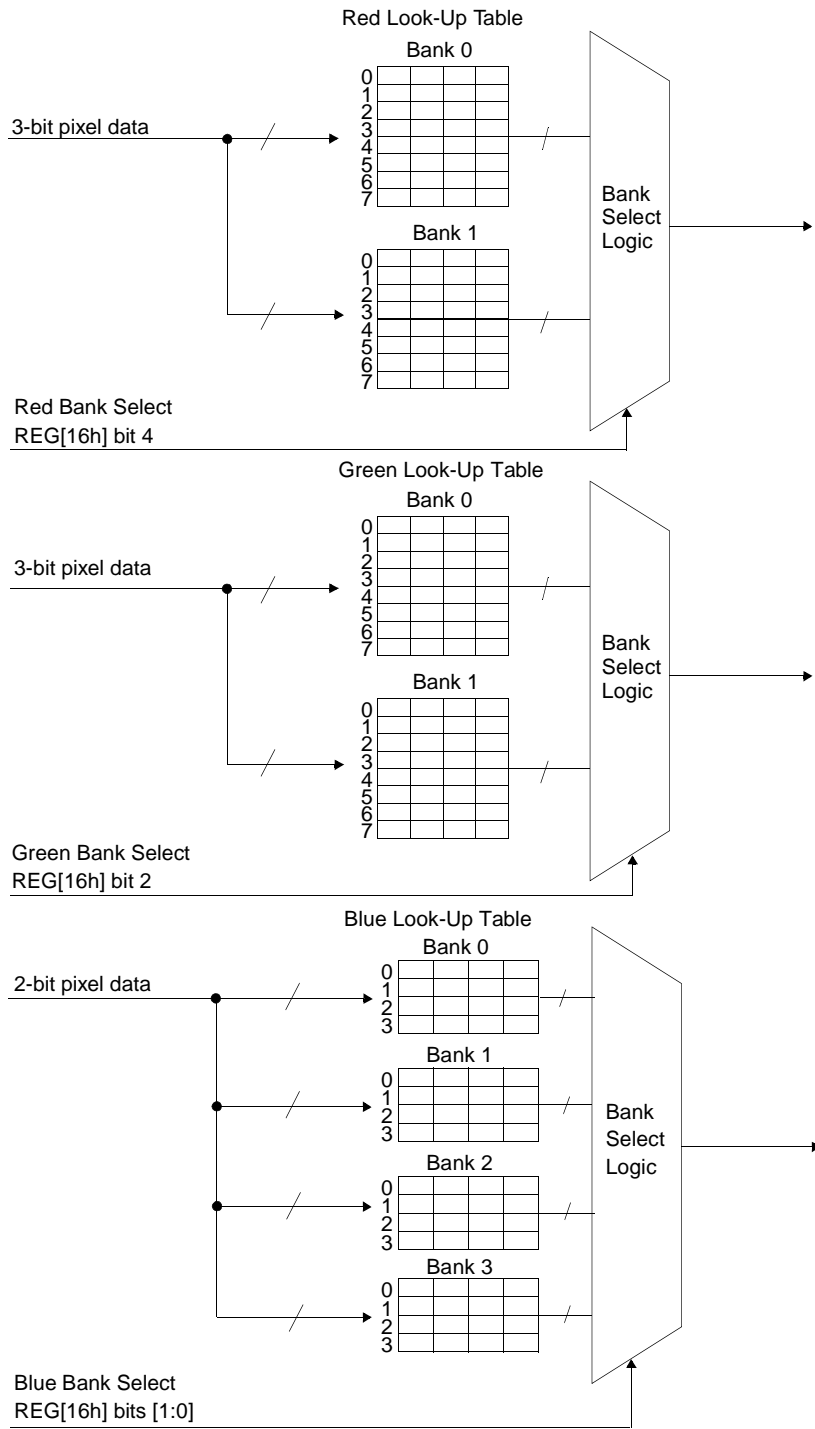 Red Look-Up Table
Bank 0
0
1
2
3
4
5
6
7
3-bit pixel data
Bank 1
0
1
2
3
4
5
6
7
Bank
Select
Logic
Red Bank Select
REG[16h] bit 4
Green Look-Up Table
Bank 0
0
1
2
3
4
5
6
7
3-bit pixel data
Bank 1
0
1
2
3
4
5
6
7
Bank
Select
Logic
Green Bank Select
REG[16h] bit 2
Blue Look-Up Table
Bank 0
0
1
2
3
2-bit pixel data
Bank 1
0
1
2
3
Bank 2
0
1
2
3
Bank 3
0
1
2
3
Bank
Select
Logic
Blue Bank Select
REG[16h] bits [1:0]